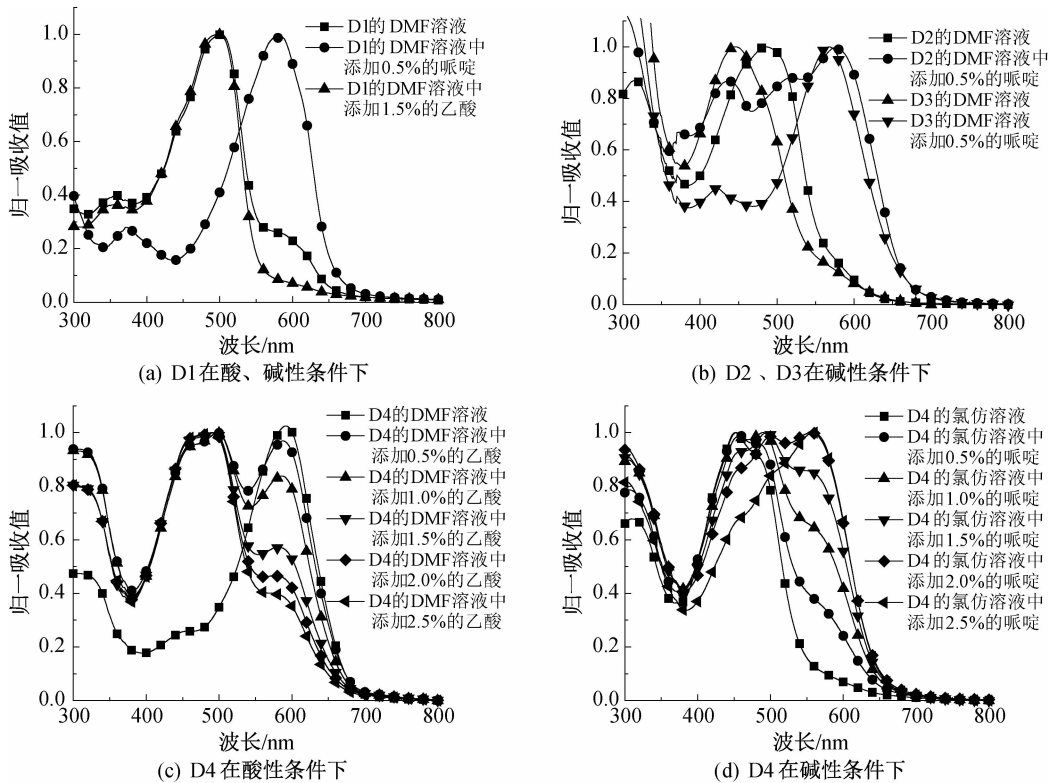 1.0
0.8
0.6
0.4
0.2
0.0
归一吸收值
D1的DMF溶液
D1的DMF溶液中
添加0.5%的哌啶
D1的DMF溶液中
添加1.5%的乙酸
300 400 500 600 700 800
波长/nm
(a) D1在酸、碱性条件下
1.0
0.8
0.6
0.4
0.2
0.0
归一吸收值
D2的DMF溶液
D2的DMF溶液中
添加0.5%的哌啶
D3的DMF溶液
D3的DMF溶液
添加0.5%的哌啶
300 400 500 600 700 800
波长/nm
(b) D2、D3在碱性条件下
1.0
0.8
0.6
0.4
0.2
0.0
归一吸收值
D4的DMF溶液
D4的DMF溶液中
添加0.5%的乙酸
D4的DMF溶液中
添加1.0%的乙酸
D4的DMF溶液中
添加1.5%的乙酸
D4的DMF溶液中
添加2.0%的乙酸
D4的DMF溶液中
添加2.5%的乙酸
300 400 500 600 700 800
波长/nm
(c) D4在酸性条件下
1.0
0.8
0.6
0.4
0.2
0.0
归一吸收值
D4的氯仿溶液
D4的氯仿溶液中
添加0.5%的哌啶
D4的氯仿溶液中
添加1.0%的哌啶
D4的氯仿溶液中
添加1.5%的哌啶
D4的氯仿溶液中
添加2.0%的哌啶
D4的氯仿溶液中
添加2.5%的哌啶
300 400 500 600 700 800
波长/nm
(d) D4在碱性条件下